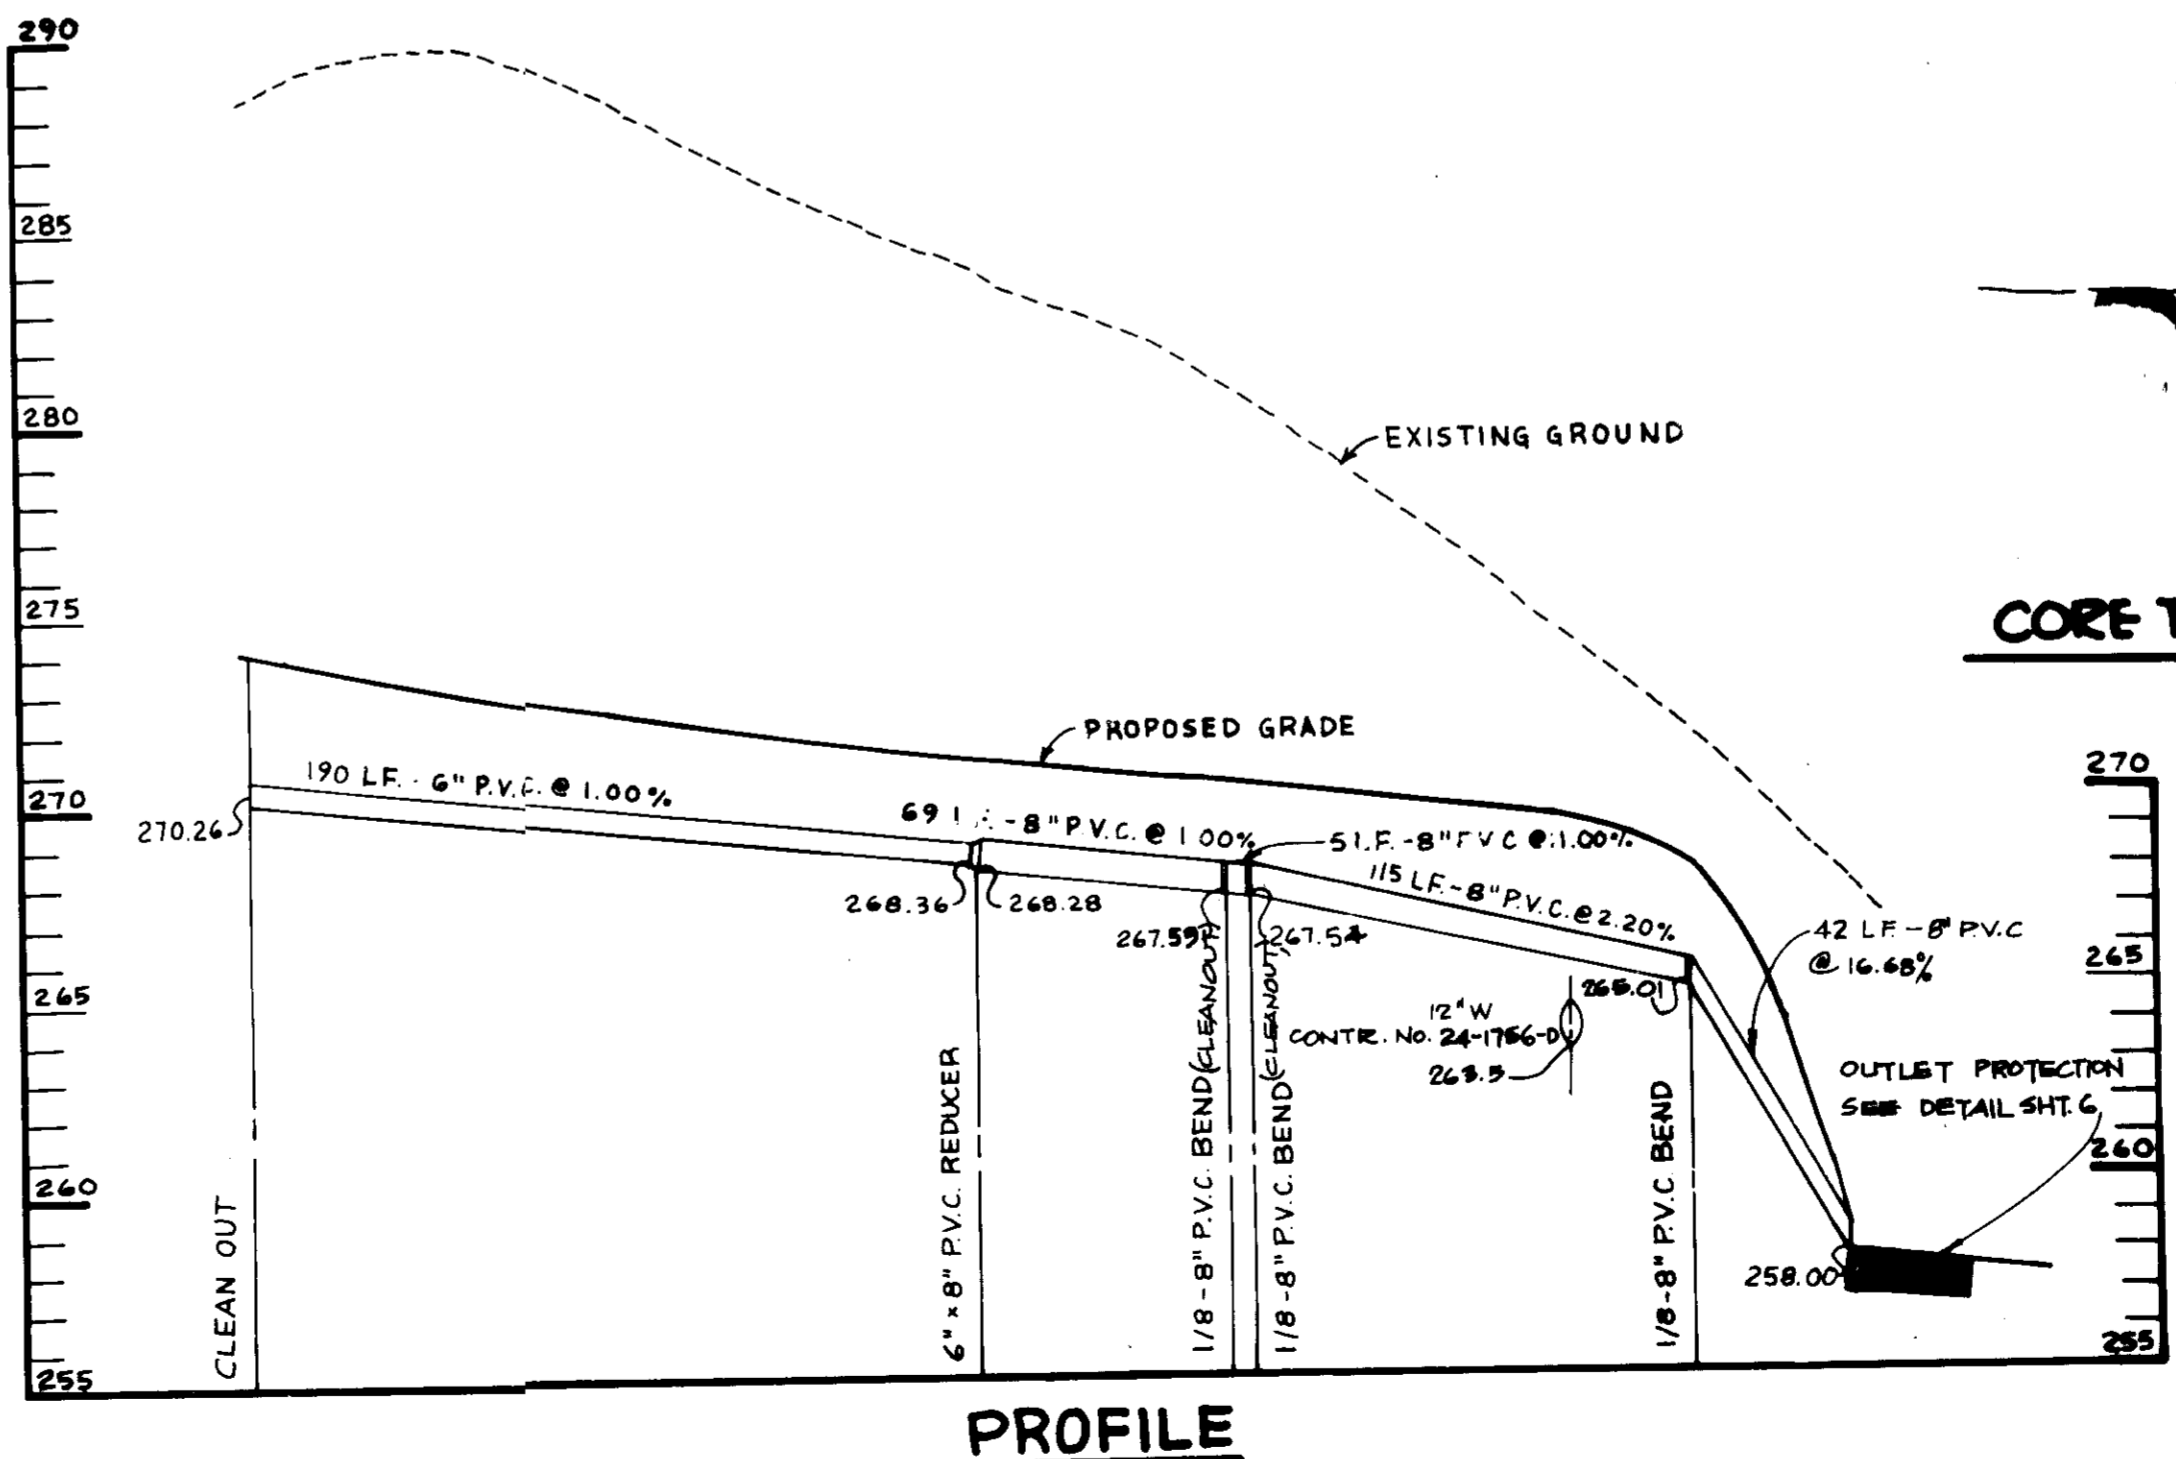 290
285
280
275
270
265
260
255
EXISTING GROUND
CORE
PROPOSED GRADE
190 L.F. - 6" P.V.C. @ 1.00%
270.26
69 L.F. - 8" P.V.C. @ 1.00%
5 L.F. - 8" P.V.C @ 1.00%
115 L.F. - 8" P.V.C. @ 2.20%
268.36
268.28
267.59
267.54
42 LF. - 8" P.V.C
@ 16.68%
265.01
12" W
CONTR. NO. 24-1756-D
263.5
OUTLET PROTECTION
SEE DETAIL SHT. 6
258.00
CLEAN OUT
6" x 8" P.V.C. REDUCER
1/8 - 8" P.V.C. BEND (CLEANOUT)
1/8 - 8" P.V.C. BEND (CLEANOUT)
1/8 - 8" P.V.C. BEND
270
265
260
255
PROFILE